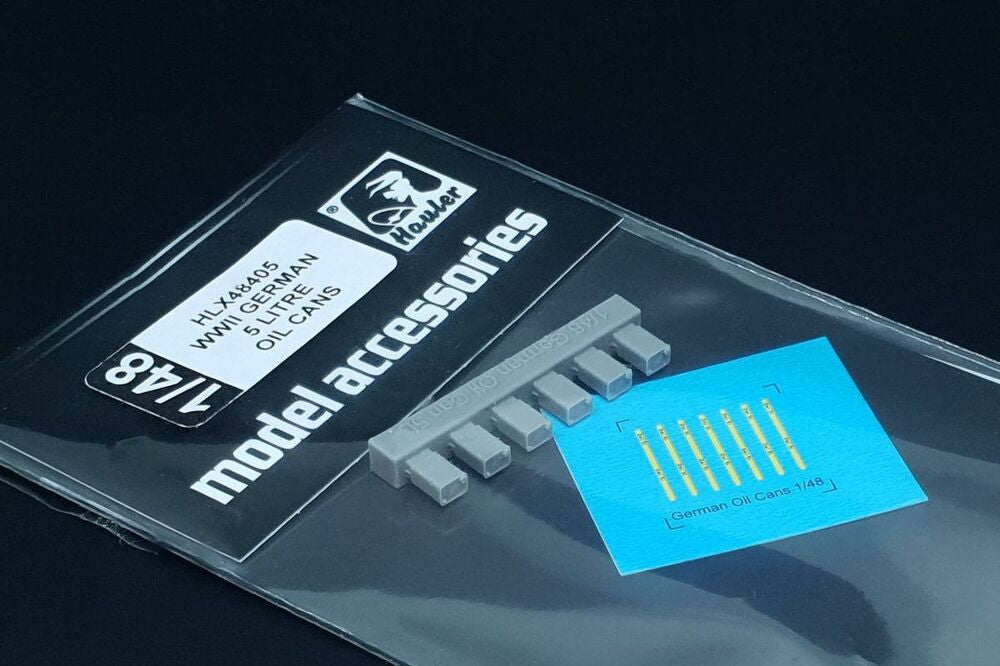 ®
Hauler
HLX48405
WWII GERMAN
5 LITRE
OIL CANS
1/48
model accessories
1/48 German Oil Can 5L
German Oil Cans 1/48